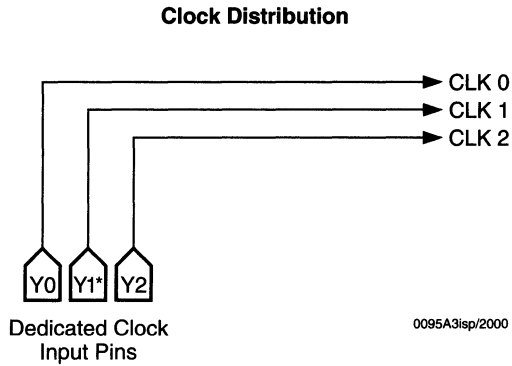 Clock Distribution
CLK 0
CLK 1
CLK 2
Y0 Y1* Y2
Dedicated Clock
Input Pins
0095A3isp/2000